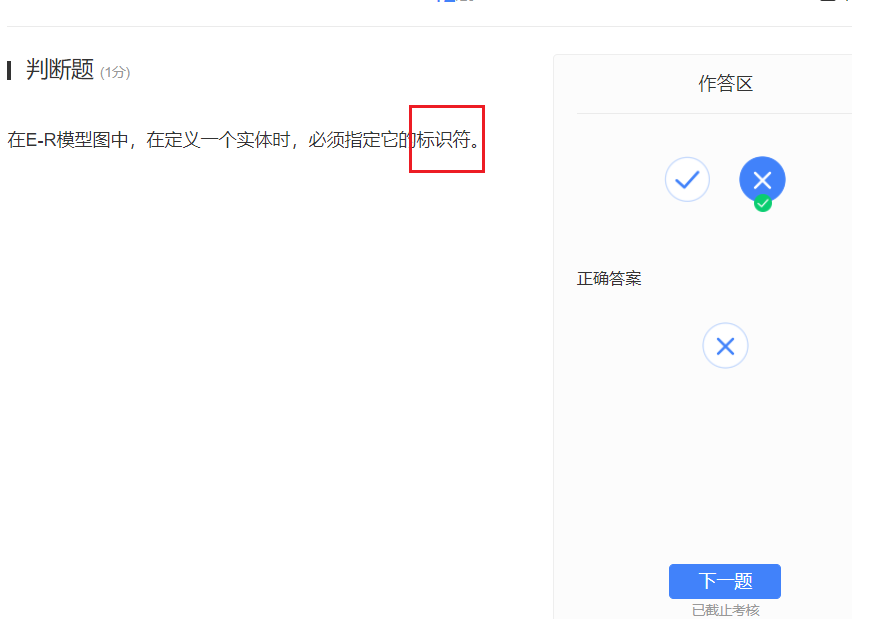 判断题 (1分)
在E-R模型图中，在定义一个实体时，必须指定它的标识符。
作答区
正确答案
下一题
已截止考核